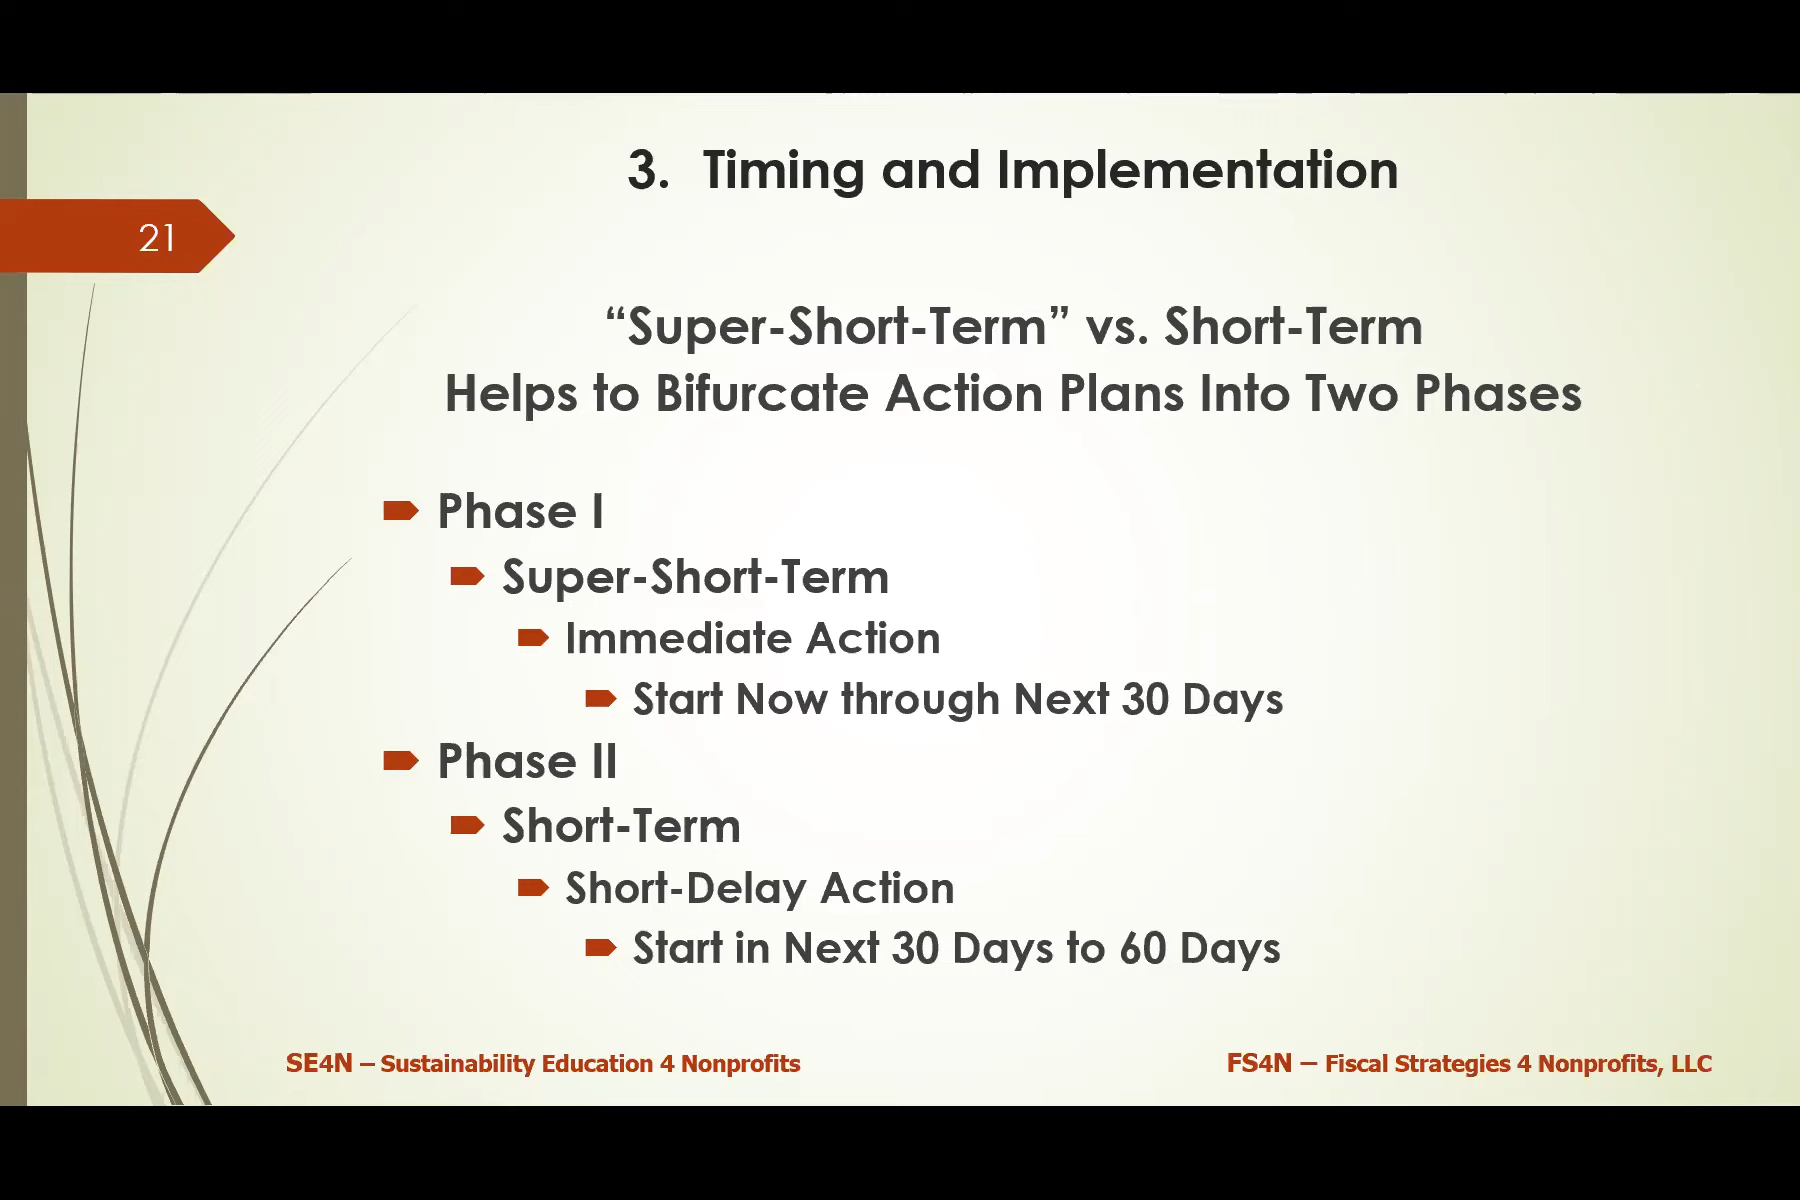 3. Timing and Implementation
21
“Super-Short-Term” vs. Short-Term
Helps to Bifurcate Action Plans Into Two Phases
Phase I
Super-Short-Term
Immediate Action
Start Now through Next 30 Days
Phase II
Short-Term
Short-Delay Action
Start in Next 30 Days to 60 Days
SE4N – Sustainability Education 4 Nonprofits
FS4N – Fiscal Strategies 4 Nonprofits, LLC